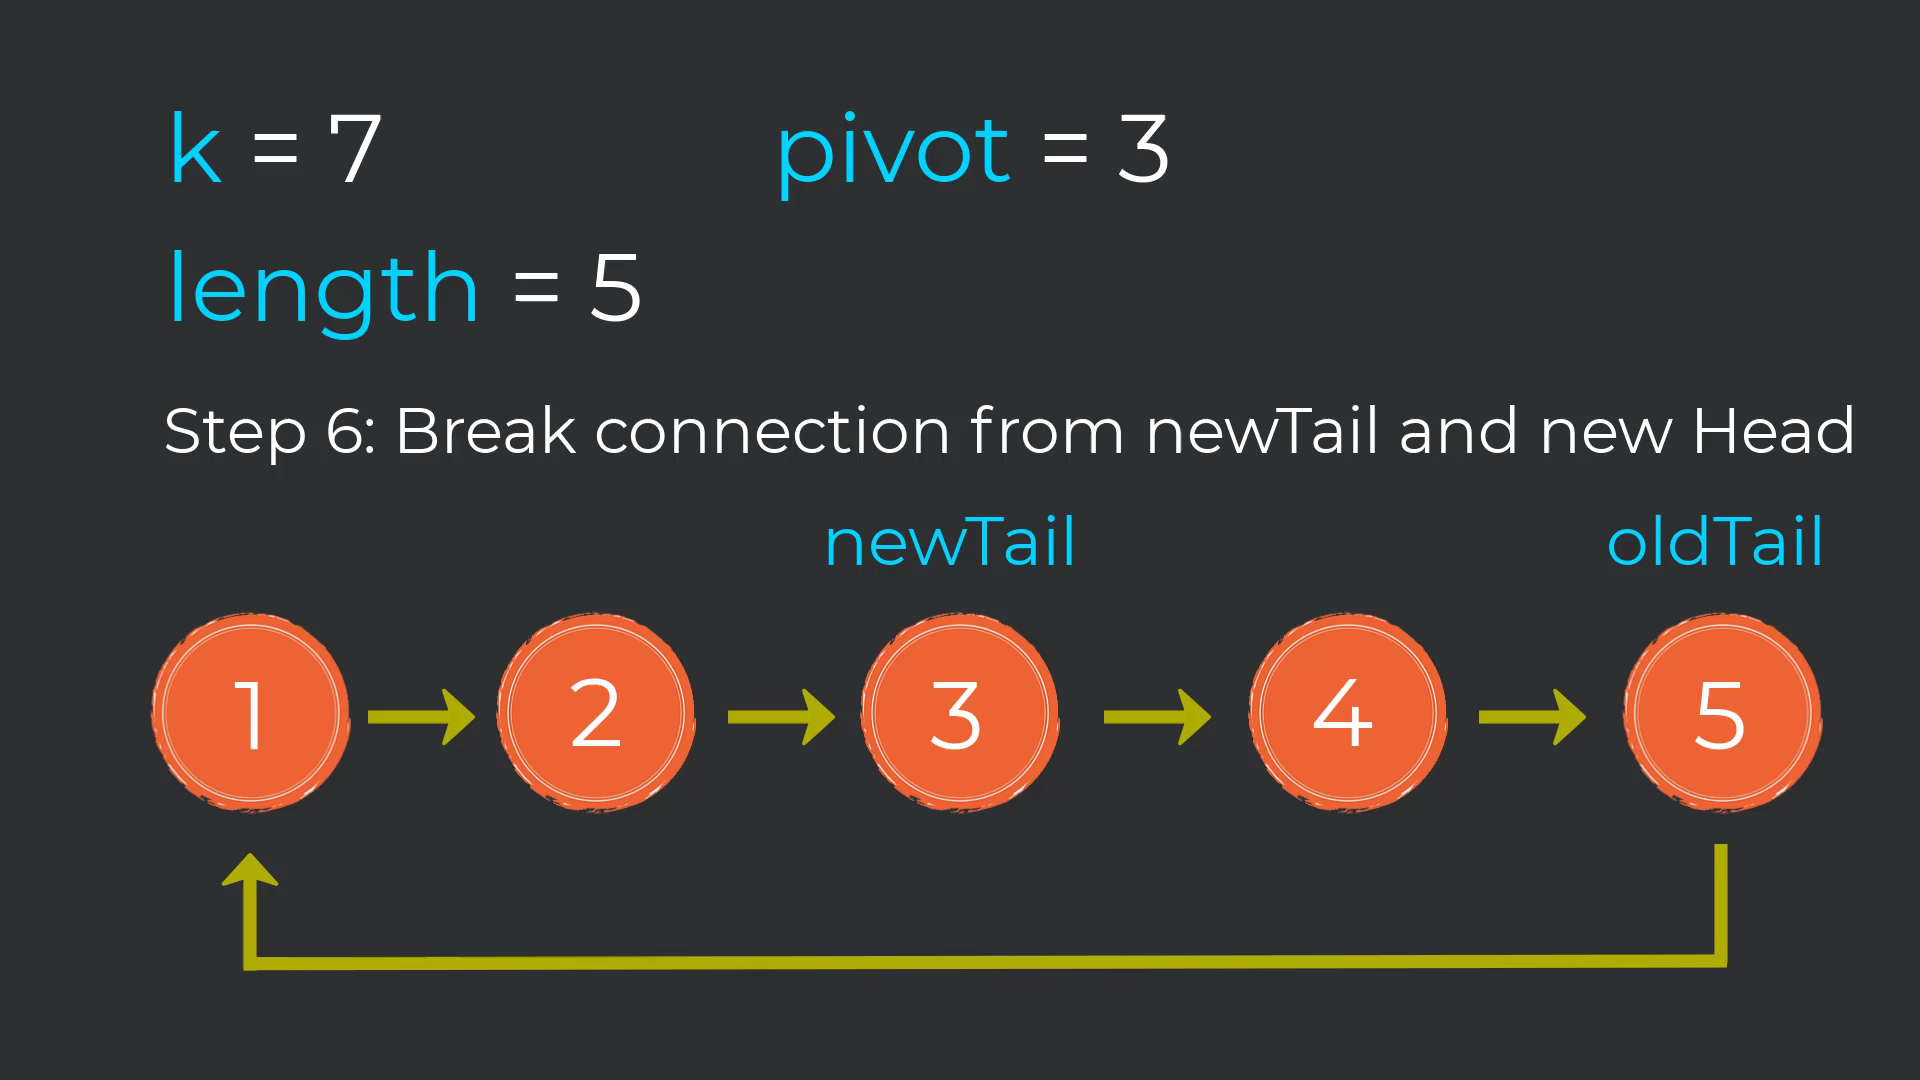 k = 7
pivot = 3
length = 5
Step 6: Break connection from newTail and new Head
newTail
oldTail
1
2
3
4
5